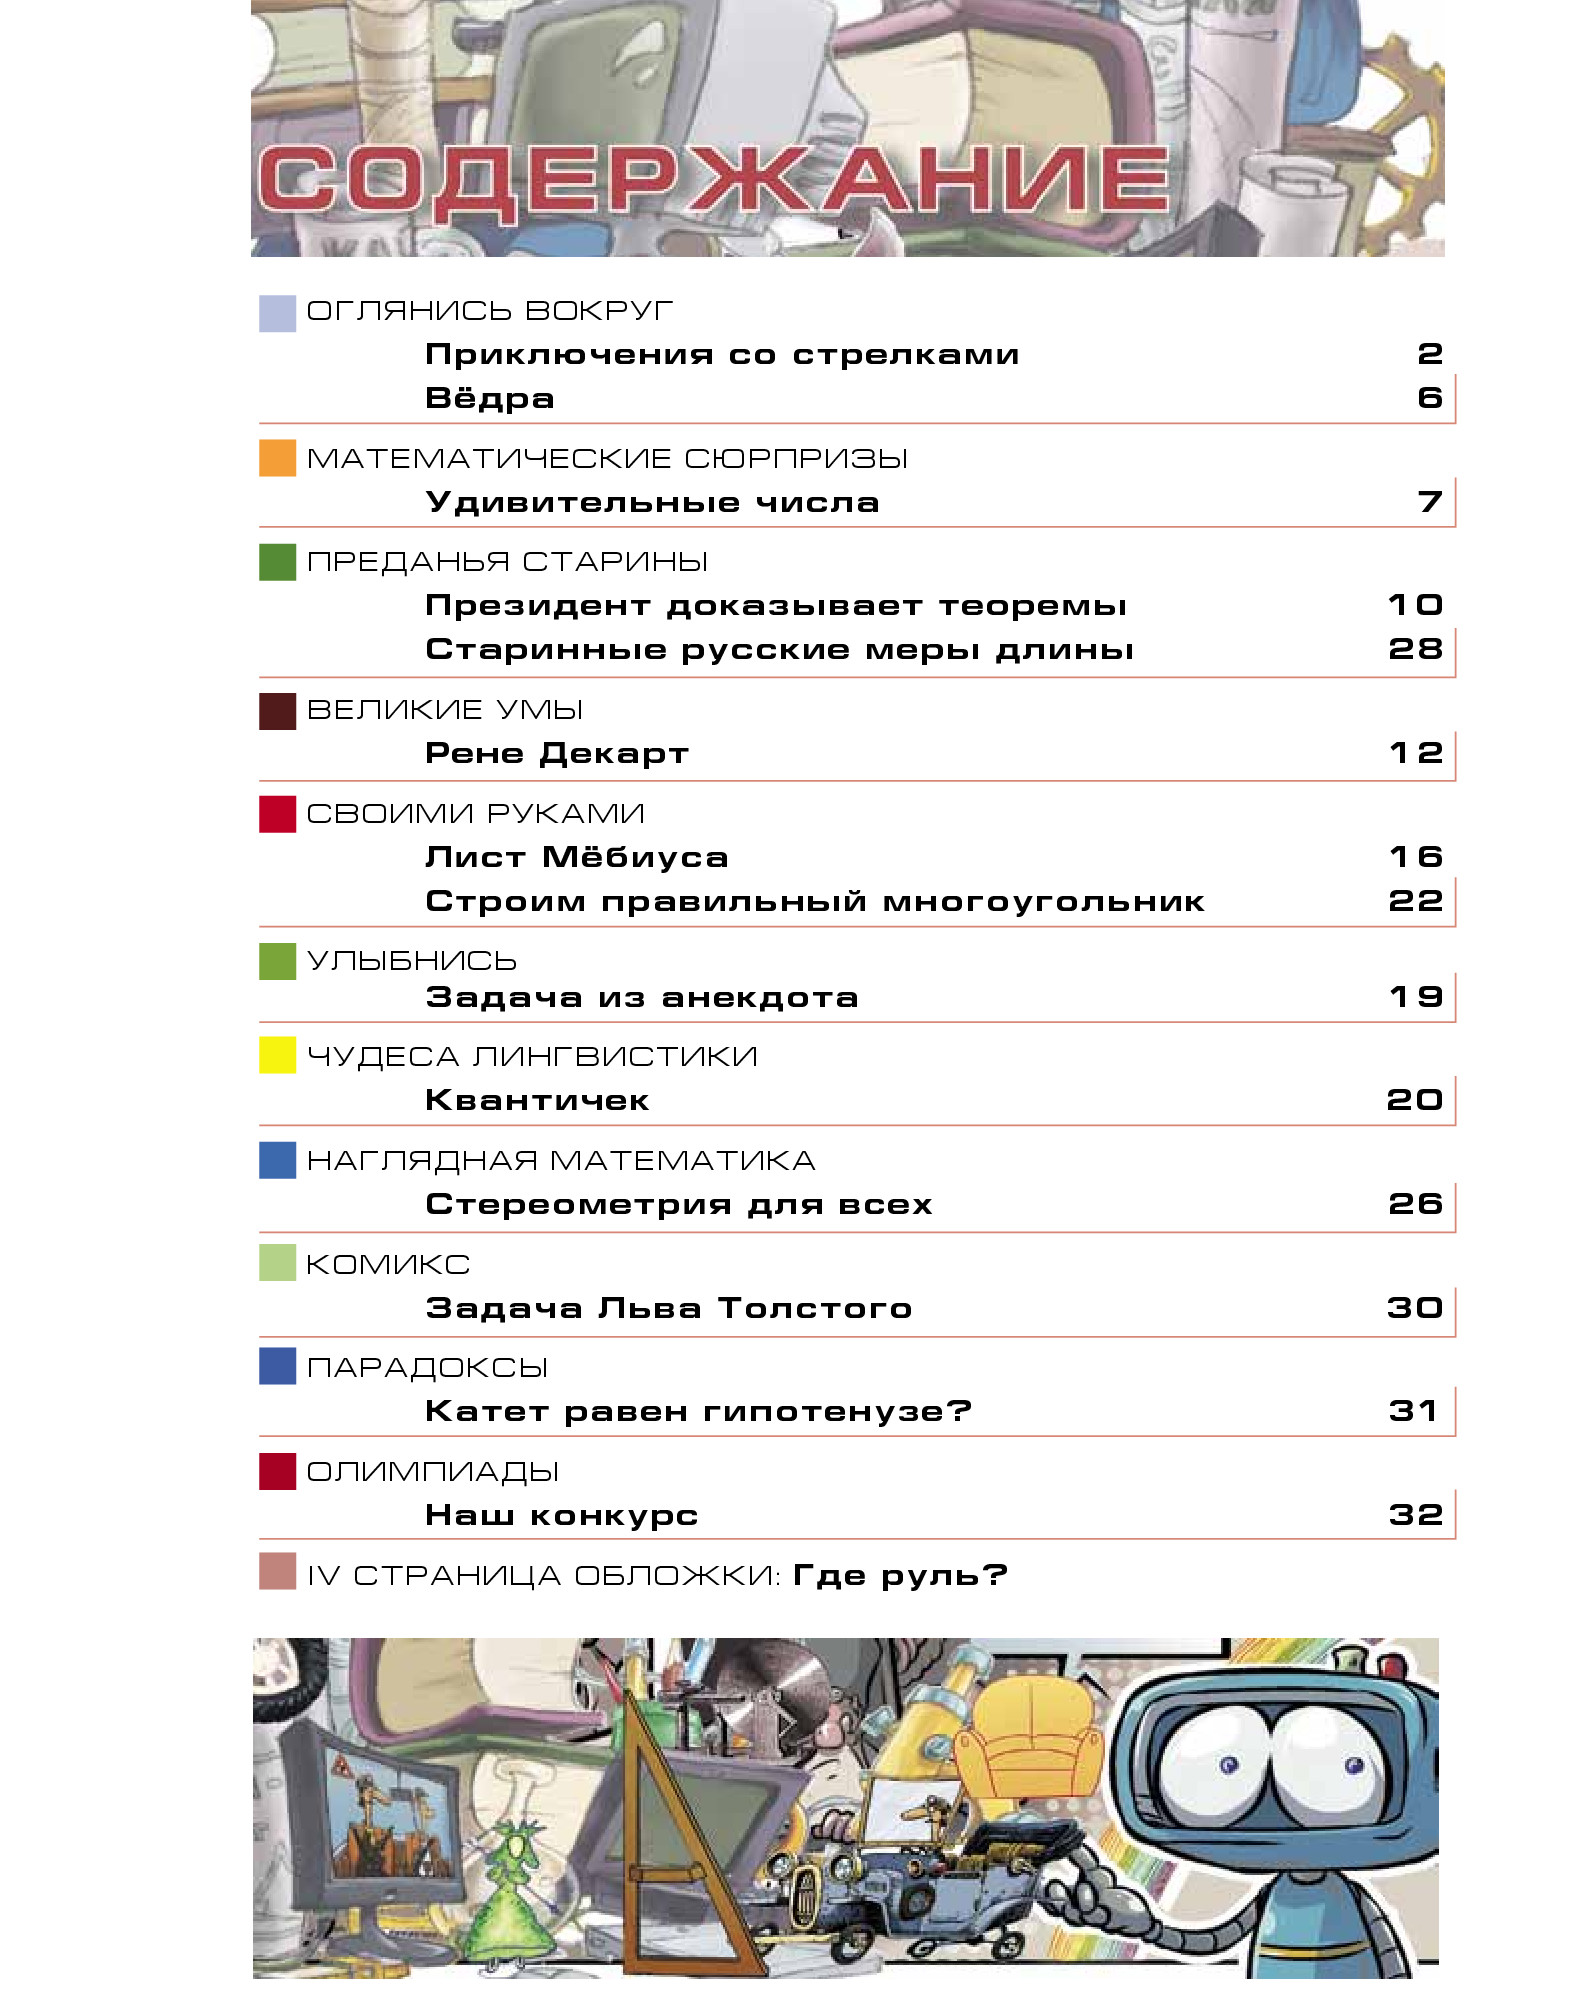 СОДЕРЖАНИЕ
ОГЛЯНИСЬ ВОКРУГ
Приключения со стрелками 2
Вёдра 6
МАТЕМАТИЧЕСКИЕ СЮРПРИЗЫ
Удивительные числа 7
ПРЕДАНЬЯ СТАРИНЫ
Президент доказывает теоремы 10
Старинные русские меры длины 28
ВЕЛИКИЕ УМЫ
Рене Декарт 12
СВОИМИ РУКАМИ
Лист Мёбиуса 16
Строим правильный многоугольник 22
УЛЫБНИСЬ
Задача из анекдота 19
ЧУДЕСА ЛИНГВИСТИКИ
Квантичек 20
НАГЛЯДНАЯ МАТЕМАТИКА
Стереометрия для всех 26
КОМИКС
Задача Льва Толстого 30
ПАРАДОКСЫ
Катет равен гипотенузе? 31
ОЛИМПИАДЫ
Наш конкурс 32
IV СТРАНИЦА ОБЛОЖКИ: Где руль?